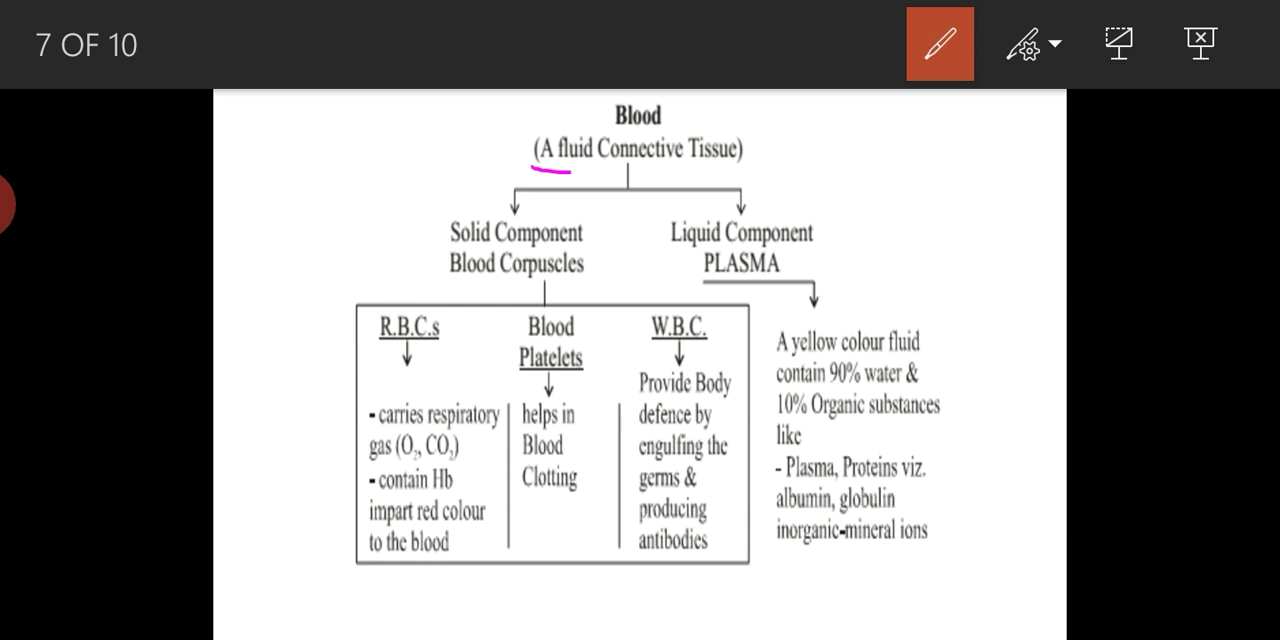 7 OF 10
Blood
(A fluid Connective Tissue)
Solid Component
Blood Corpuscles
Liquid Component
PLASMA
R.B.C.s
- carries respiratory
gas (O₂, CO₂)
- contain Hb
impart red colour
to the blood
Blood
Platelets
helps in
Blood
Clotting
W.B.C.
Provide Body
defence by
engulfing the
germs &
producing
antibodies
A yellow colour fluid
contain 90% water &
10% Organic substances
like
- Plasma, Proteins viz.
albumin, globulin
inorganic-mineral ions